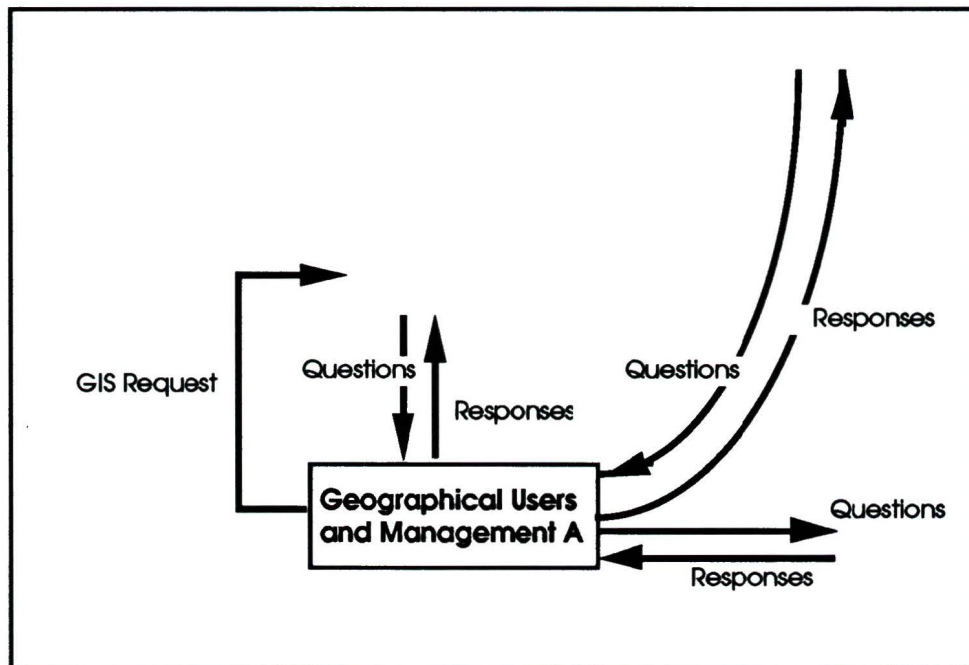 Responses
Questions
Questions
GIS Request
Responses
Geographical Users
and Management A
Questions
Responses